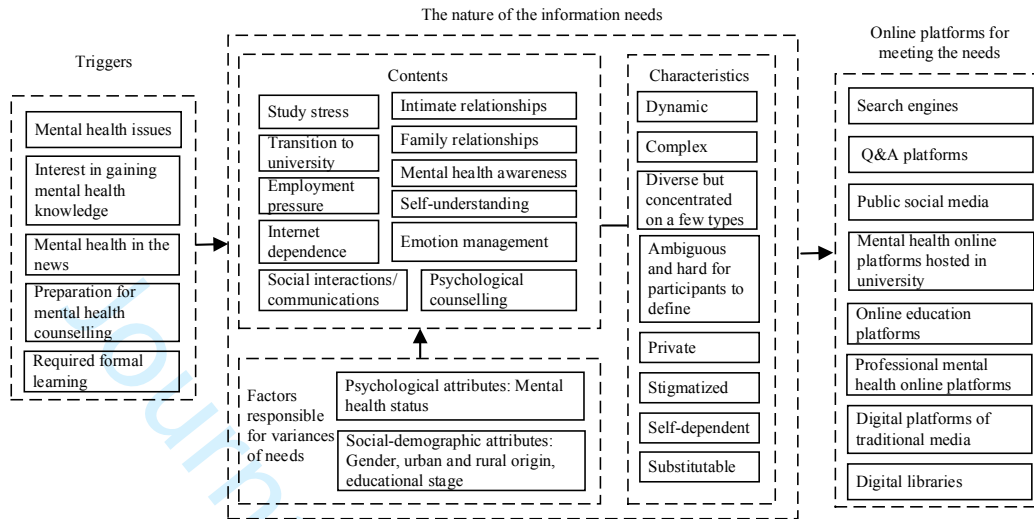 The nature of the information needs
Triggers
Mental health issues
Interest in gaining
mental health
knowledge
Mental health in the
news
Preparation for
mental health
counselling
Required formal
learning
Contents
Study stress
Transition to
university
Employment
pressure
Internet
dependence
Social interactions/
communications
Intimate relationships
Family relationships
Mental health awareness
Self-understanding
Emotion management
Psychological
counselling
Factors
responsible
for variances
of needs
Psychological attributes: Mental
health status
Social-demographic attributes:
Gender, urban and rural origin,
educational stage
Characteristics
Dynamic
Complex
Diverse but
concentrated
on a few types
Ambiguous
and hard for
participants to
define
Private
Stigmatized
Self-dependent
Substitutable
Online platforms for
meeting the needs
Search engines
Q&A platforms
Public social media
Mental health online
platforms hosted in
university
Online education
platforms
Professional mental
health online platforms
Digital platforms of
traditional media
Digital libraries
Journ